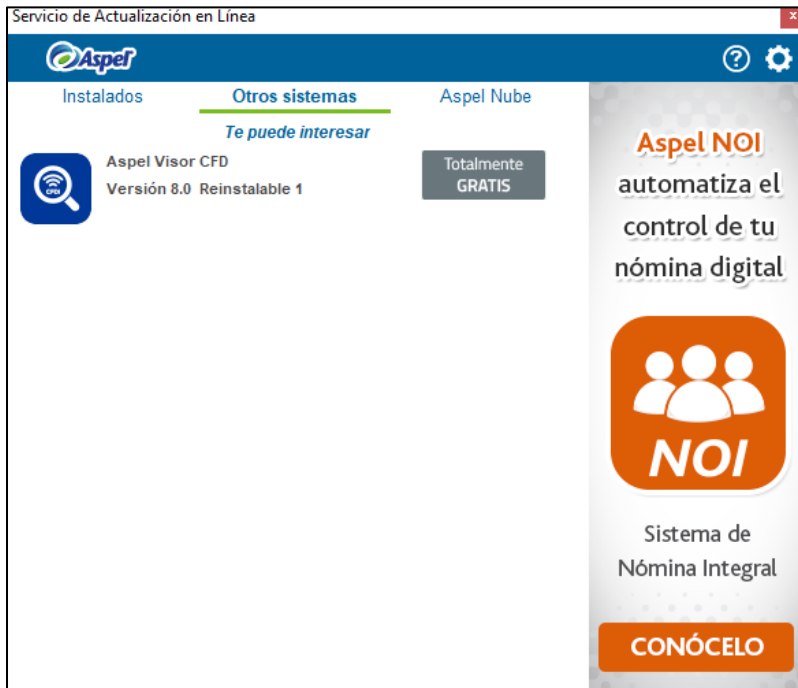 Servicio de Actualización en Línea
x
Aspel
?
Instalados
Otros sistemas
Aspel Nube
Te puede interesar
CFDI
Aspel Visor CFD
Versión 8.0 Reinstalable 1
Totalmente
GRATIS
Aspel NOI
automatiza el
control de tu
nómina digital
NOI
Sistema de
Nómina Integral
CONÓCELO